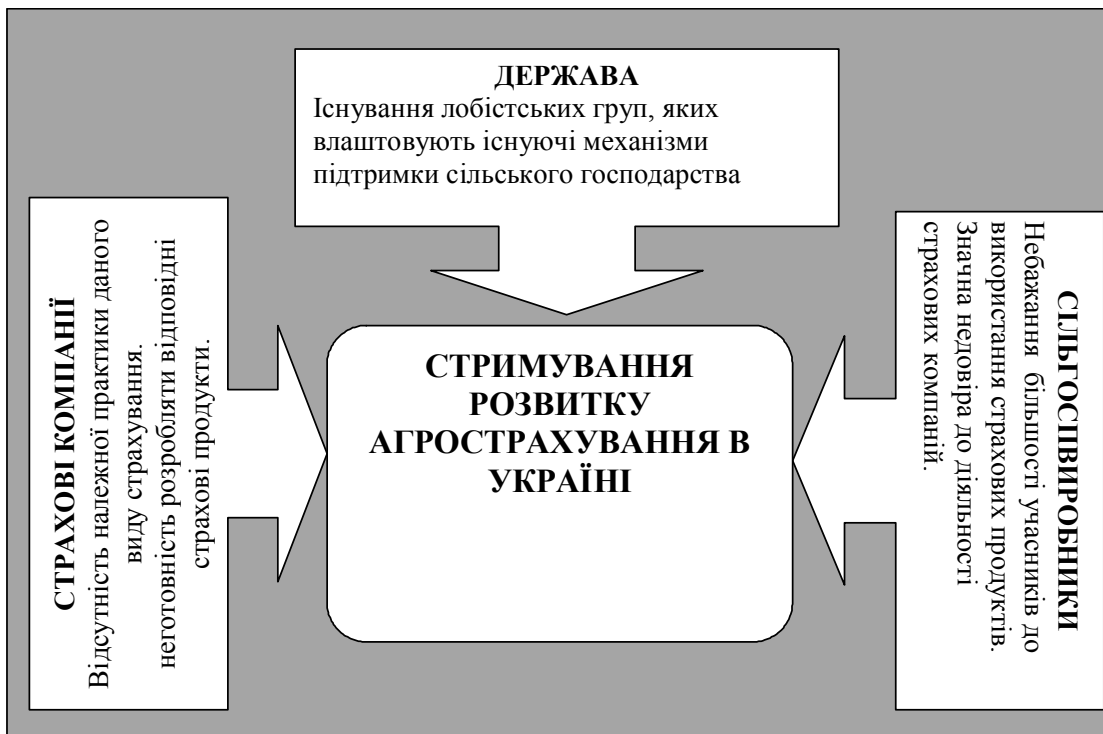 ДЕРЖАВА
Існування лобістських груп, яких
влаштовують існуючі механізми
підтримки сільського господарства
СТРАХОВІ КОМПАНІЇ
Відсутність належної практики даного
виду страхування.
неготовність розробляти відповідні
страхові продукти.
СТРИМУВАННЯ
РОЗВИТКУ
АГРОСТРАХУВАННЯ В
УКРАЇНІ
СІЛЬГОСПВИРОБНИКИ
Небажання більшості учасників до
використання страхових продуктів.
Значна недовіра до діяльності
страхових компаній.